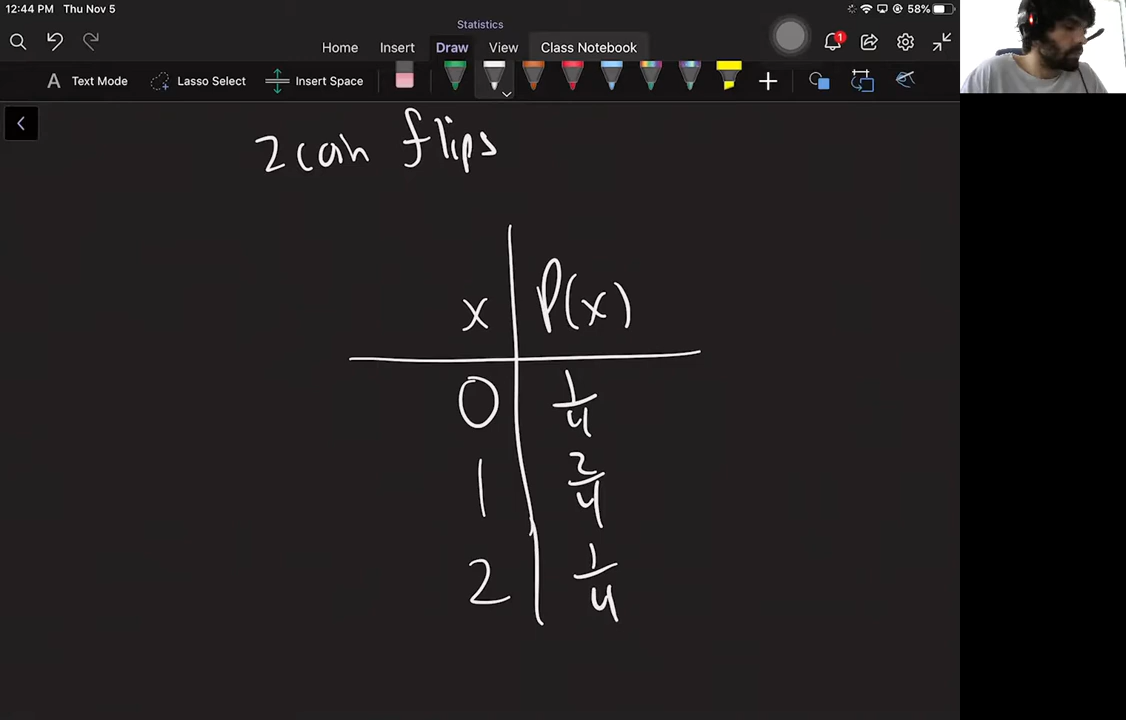 12:44 PM Thu Nov 5
58%
Statistics
Home Insert Draw View Class Notebook
1
Text Mode Lasso Select Insert Space
2 coin flips
x P(x)
0 1/4
1 2/4
2 1/4